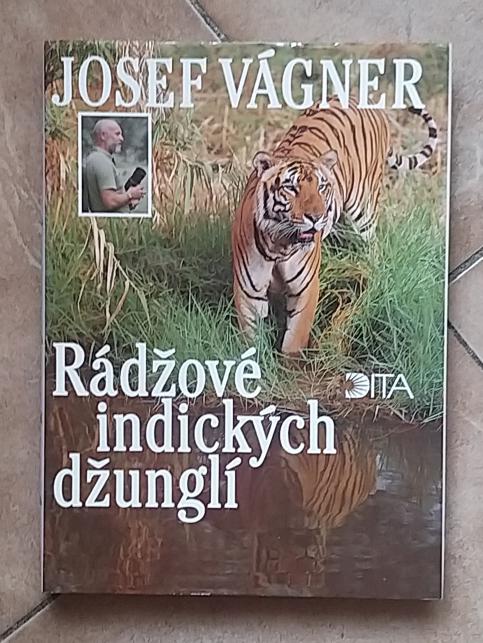 JOSEF VÁGNER
Rádžové
DITA
indických
džunglí